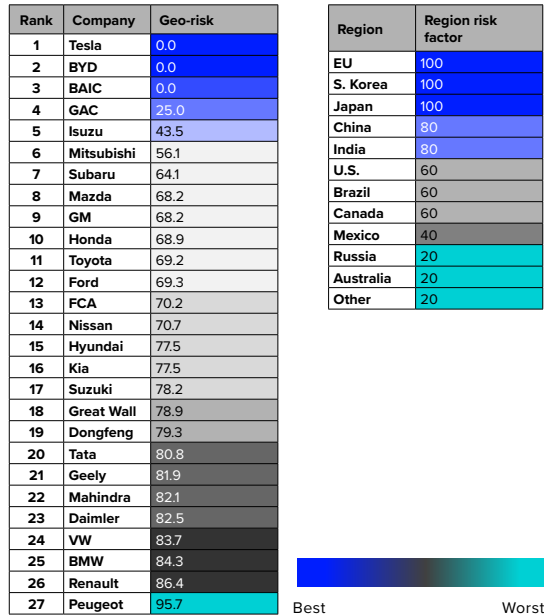 Rank Company Geo-risk
1 Tesla 0.0
2 BYD 0.0
3 BAIC 0.0
4 GAC 25.0
5 Isuzu 43.5
6 Mitsubishi 56.1
7 Subaru 64.1
8 Mazda 68.2
9 GM 68.2
10 Honda 68.9
11 Toyota 69.2
12 Ford 69.3
13 FCA 70.2
14 Nissan 70.7
15 Hyundai 77.5
16 Kia 77.5
17 Suzuki 78.2
18 Great Wall 78.9
19 Dongfeng 79.3
20 Tata 80.8
21 Geely 81.9
22 Mahindra 82.1
23 Daimler 82.5
24 VW 83.7
25 BMW 84.3
26 Renault 86.4
27 Peugeot 95.7
Region Region risk
factor
EU 100
S. Korea 100
Japan 100
China 80
India 80
U.S. 60
Brazil 60
Canada 60
Mexico 40
Russia 20
Australia 20
Other 20
Best Worst